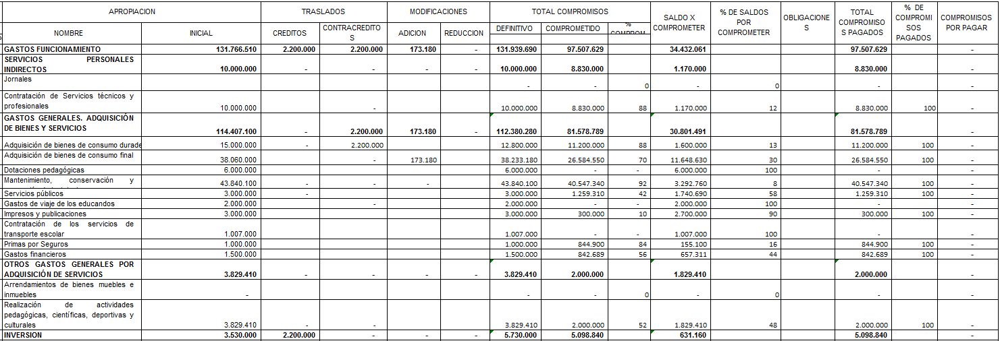 APROPIACION TRASLADOS MODIFICACIONES TOTAL COMPROMISOS SALDO X COMPROMETER % DE SALDOS POR COMPROMETER OBLIGACIONES TOTAL COMPROMISOS PAGADOS % DE COMPROMISOS PAGADOS COMPROMISOS POR PAGAR
NOMBRE INICIAL CREDITOS CONTRACREDITOS ADICION REDUCCION DEFINITIVO COMPROMETIDO %
GASTOS FUNCIONAMIENTO 131.766.510 2.200.000 2.200.000 173.180 - 131.939.690 97.507.629 34.432.061 97.507.629 -
SERVICIOS PERSONALES
INDIRECTOS 10.000.000 - - - - 10.000.000 8.830.000 1.170.000 8.830.000 -
Jornales
- - 0 - 0 - -
Contratación de Servicios técnicos y
profesionales 10.000.000 - 10.000.000 8.830.000 88 1.170.000 12 8.830.000 100 -
GASTOS GENERALES. ADQUISICIÓN
DE BIENES Y SERVICIOS 114.407.100 - 2.200.000 173.180 - 112.380.280 81.578.789 30.801.491 81.578.789 -
Adquisición de bienes de consumo durade 15.000.000 - 2.200.000 12.800.000 11.200.000 88 1.600.000 13 11.200.000 100 -
Adquisición de bienes de consumo final
38.060.000 - 173.180 38.233.180 26.584.550 70 11.648.630 30 26.584.550 100 -
Dotaciones pedagógicas 6.000.000 6.000.000 - - 6.000.000 100 - -
Mantenimiento, conservación y
43.840.100 - - - 43.840.100 40.547.340 92 3.292.760 8 40.547.340 100 -
Servicios públicos 3.000.000 - 3.000.000 1.259.310 42 1.740.690 58 1.259.310 100 -
Gastos de viaje de los educandos 2.000.000 - 2.000.000 - - 2.000.000 100 - -
Impresos y publicaciones 3.000.000 3.000.000 300.000 10 2.700.000 90 300.000 100 -
Contratación de los servicios de
transporte escolar 1.007.000 1.007.000 - - 1.007.000 100 - -
Primas por Seguros 1.000.000 1.000.000 844.900 84 155.100 16 844.900 100 -
Gastos financieros 1.500.000 1.500.000 842.689 56 657.311 44 842.689 100 -
OTROS GASTOS GENERALES POR
ADQUISICIÓN DE SERVICIOS 3.829.410 - - - - 3.829.410 2.000.000 1.829.410 2.000.000 -
Arrendamientos de bienes muebles e
inmuebles - - - 0 - 0 - -
Realización de actividades
pedagógicas, científicas, deportivas y
culturales 3.829.410 - - 3.829.410 2.000.000 52 1.829.410 48 2.000.000 100 -
INVERSION 3.530.000 2.200.000 - - - 5.730.000 5.098.840 631.160 5.098.840 -